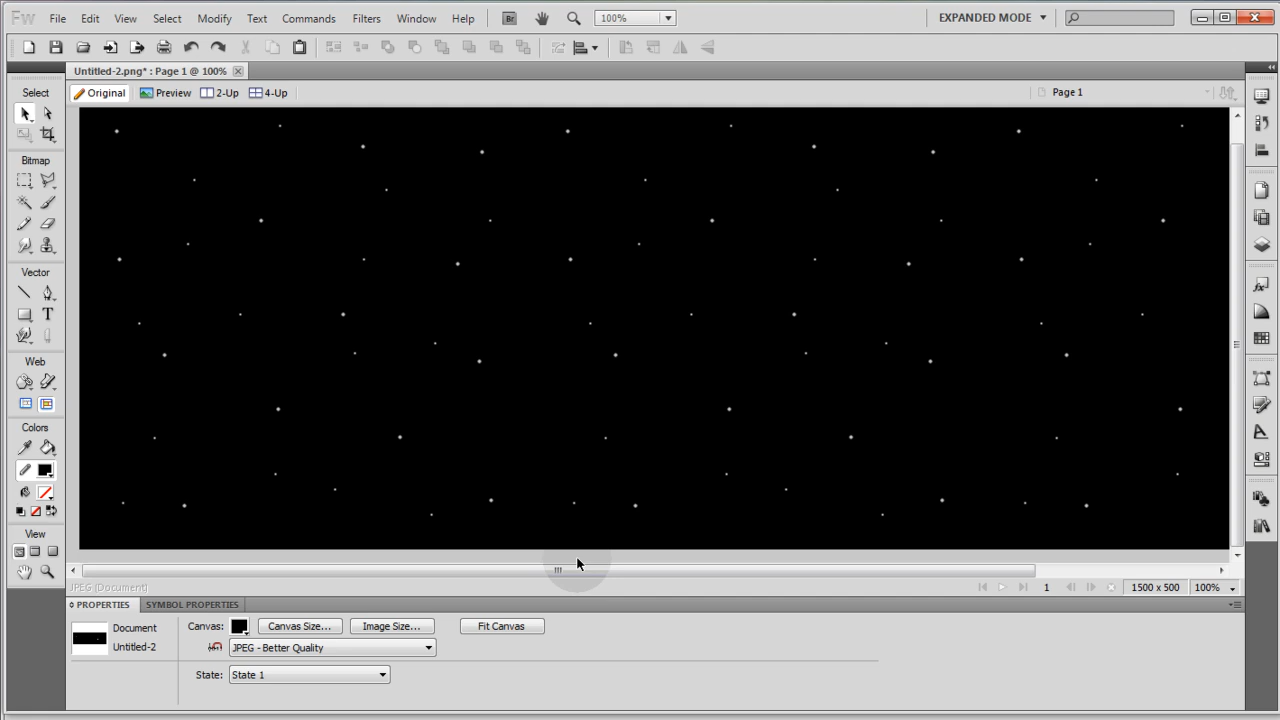 Fw File Edit View Select Modify Text Commands Filters Window Help Br 100% EXPANDED MODE
Untitled-2.png* : Page 1 @ 100%
Original Preview 2-Up 4-Up Page 1
Select
Bitmap
Vector
T
Web
Colors
View
JPEG (Document) 1 1500 x 500 100%
PROPERTIES SYMBOL PROPERTIES
Document Canvas: Canvas Size... Image Size... Fit Canvas
Untitled-2 JPEG - Better Quality
State: State 1